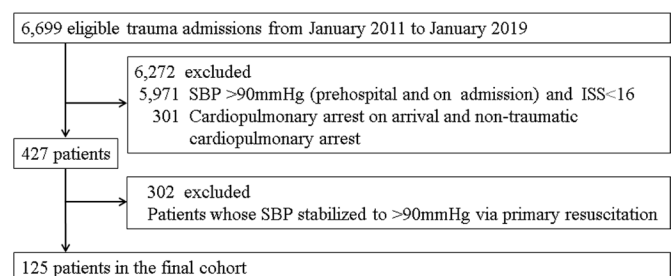 6,699 eligible trauma admissions from January 2011 to January 2019
6,272 excluded
5,971 SBP >90mmHg (prehospital and on admission) and ISS<16
301 Cardiopulmonary arrest on arrival and non-traumatic
cardiopulmonary arrest
427 patients
302 excluded
Patients whose SBP stabilized to >90mmHg via primary resuscitation
125 patients in the final cohort